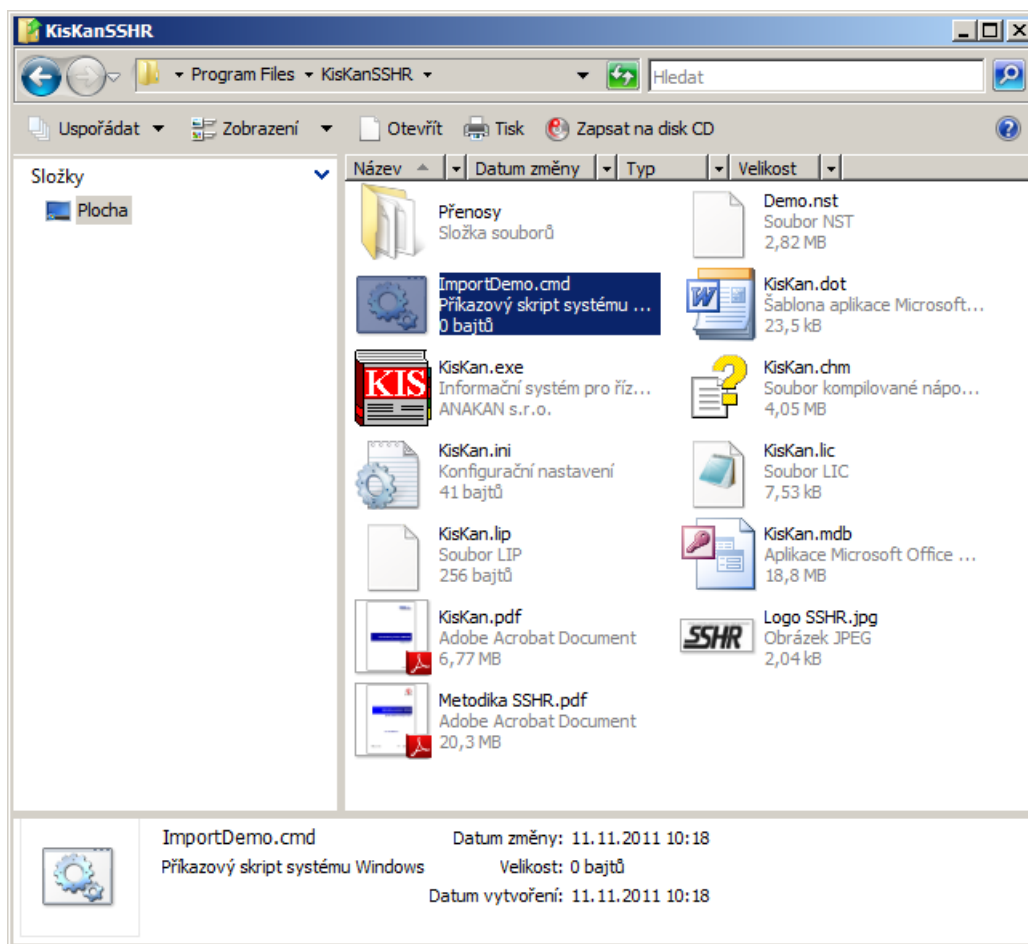 KisKanSSHR
Program Files KisKanSSHR Hledat
Uspořádat Zobrazení Otevřít Tisk Zapsat na disk CD
Složky
Plocha
Název Datum změny Typ Velikost
Přenosy
Složka souborů
Demo.nst
Soubor NST
2,82 MB
ImportDemo.cmd
Příkazový skript systému ...
0 bajtů
KisKan.dot
Šablona aplikace Microsoft...
23,5 kB
KIS
KisKan.exe
Informační systém pro říz...
ANAKAN s.r.o.
KisKan.chm
Soubor kompilované nápo...
4,05 MB
KisKan.ini
Konfigurační nastavení
41 bajtů
KisKan.lic
Soubor LIC
7,53 kB
KisKan.lip
Soubor LIP
256 bajtů
KisKan.mdb
Aplikace Microsoft Office ...
18,8 MB
KisKan.pdf
Adobe Acrobat Document
6,77 MB
SSHR
Logo SSHR.jpg
Obrázek JPEG
2,04 kB
Metodika SSHR.pdf
Adobe Acrobat Document
20,3 MB
ImportDemo.cmd Datum změny: 11.11.2011 10:18
Příkazový skript systému Windows Velikost: 0 bajtů
Datum vytvoření: 11.11.2011 10:18